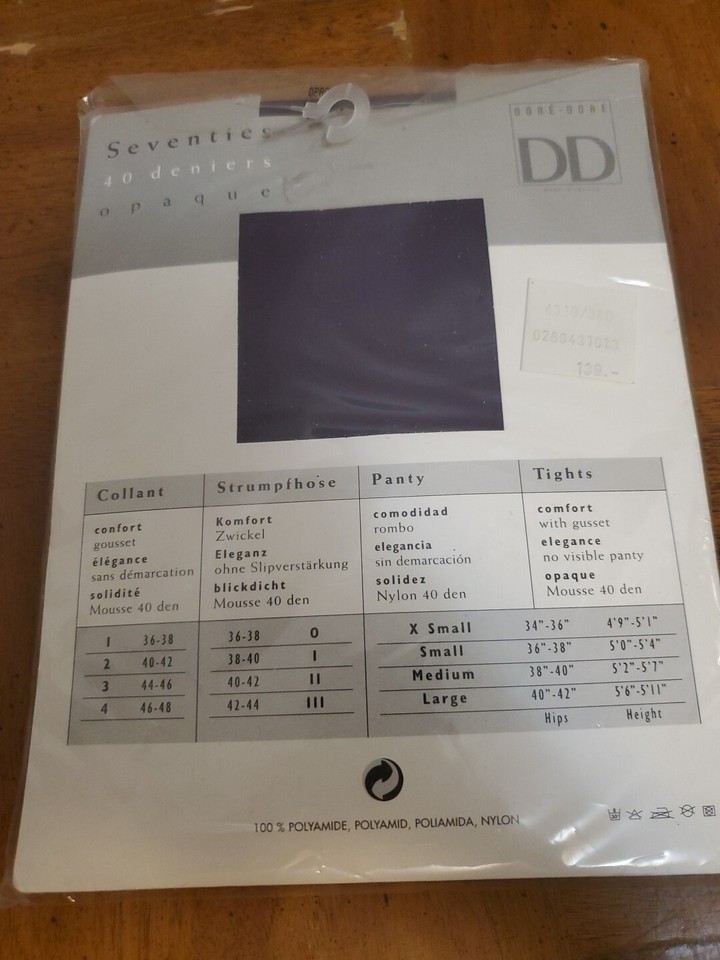 Seventies
40 deniers
opaque
DORÉ-DORÉ
DD
4310/310
139.-
Collant
confort
gousset
élégance
sans démarcation
solidité
Mousse 40 den
1 36-38
2 40-42
3 44-46
4 46-48
Strumpfhose
Komfort
Zwickel
Eleganz
ohne Slipverstärkung
blickdicht
Mousse 40 den
36-38 0
38-40 I
40-42 II
42-44 III
Panty
comodidad
rombo
elegancia
sin demarcación
solidez
Nylon 40 den
Tights
comfort
with gusset
elegance
no visible panty
opaque
Mousse 40 den
X Small 34"-36" 4'9"-5'1"
Small 36"-38" 5'0"-5'4"
Medium 38"-40" 5'2"-5'7"
Large 40"-42" 5'6"-5'11"
Hips Height
100 % POLYAMIDE, POLYAMID, POLIAMIDA, NYLON